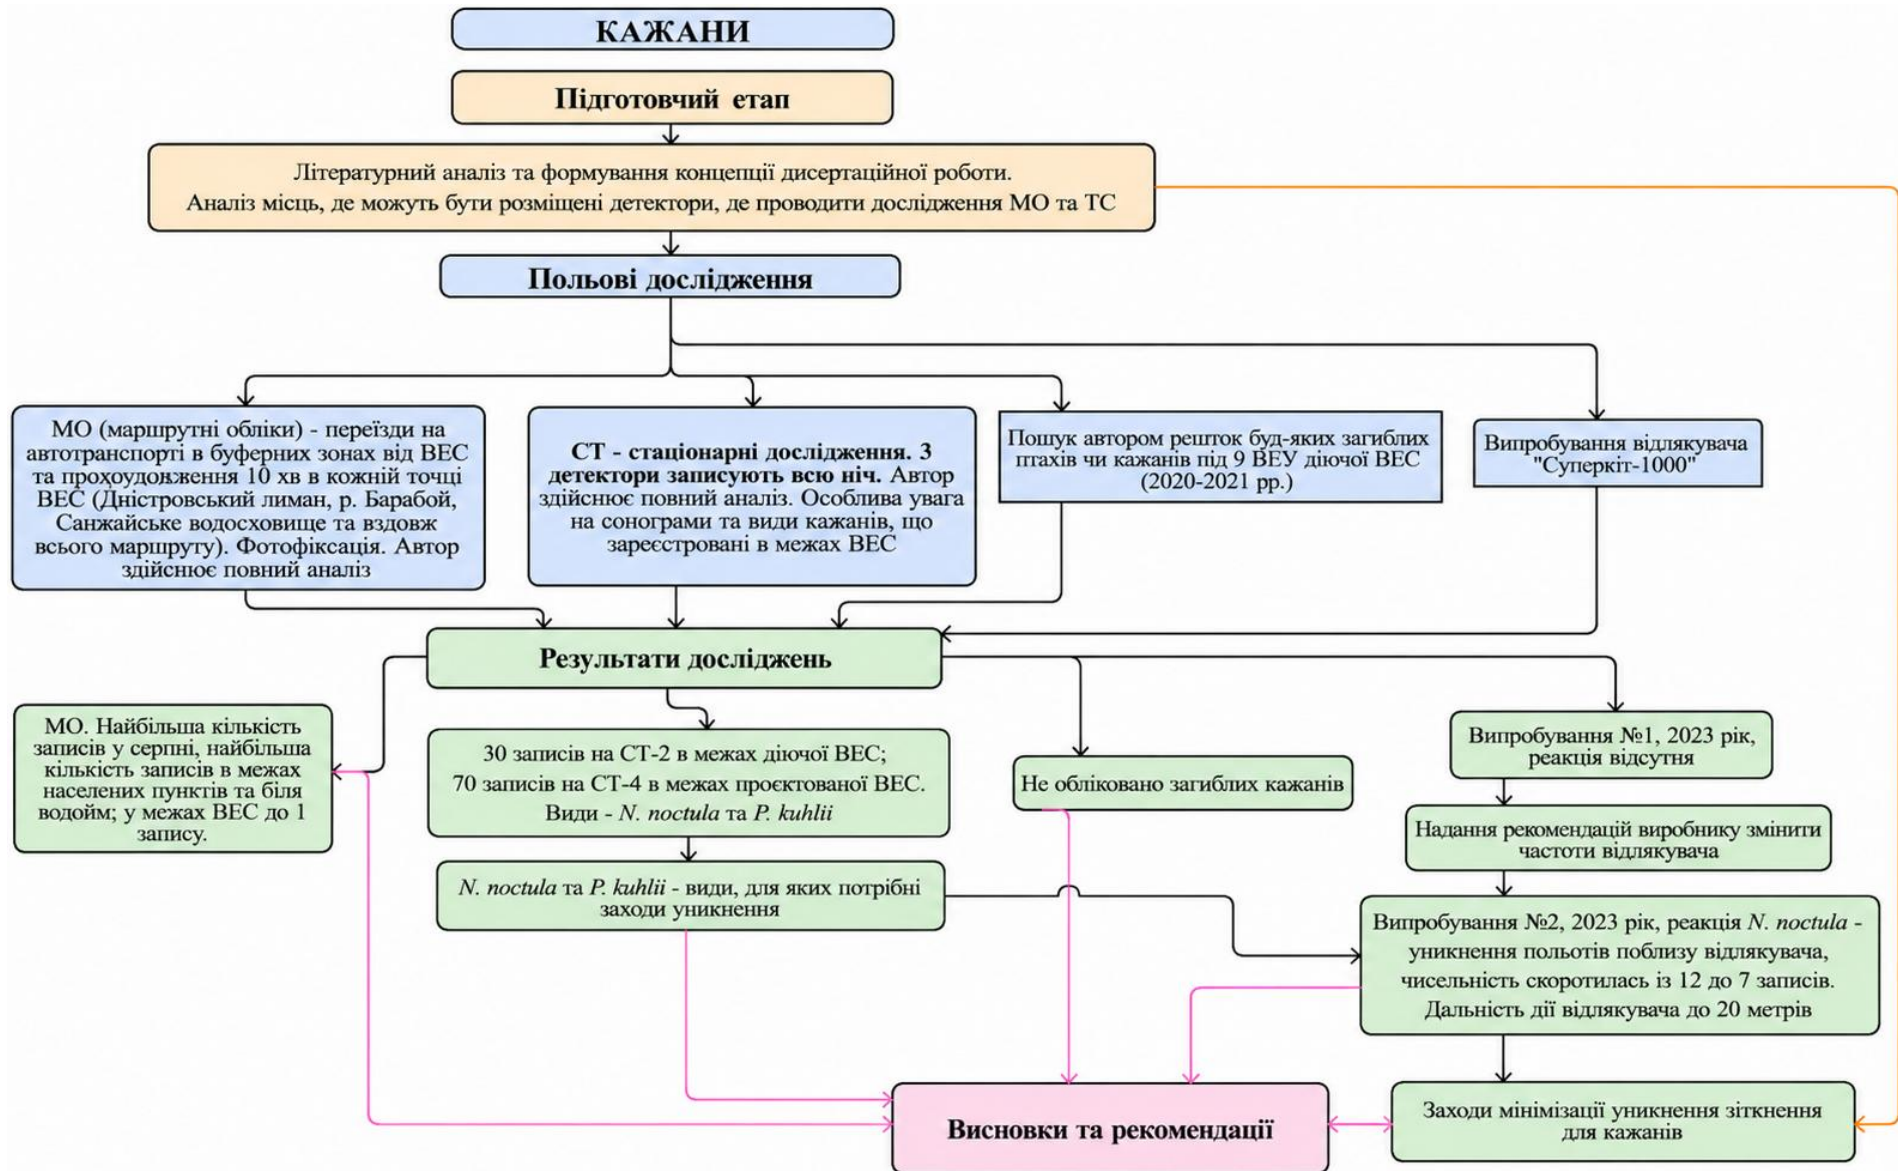 КАЖАНИ
Підготовчий етап
Літературний аналіз та формування концепції дисертаційної роботи.
Аналіз місць, де можуть бути розміщені детектори, де проводити дослідження МО та ТС
Польові дослідження
МО (маршрутні обліки) - переїзди на
автотранспорті в буферних зонах від ВЕС
та прохоудовження 10 хв в кожній точці
ВЕС (Дністровський лиман, р. Барабой,
Санжайське водосховище та вздовж
всього маршруту). Фотофіксація. Автор
здійснює повний аналіз
СТ - стаціонарні дослідження. 3
детектори записують всю ніч. Автор
здійснює повний аналіз. Особлива увага
на сонограми та види кажанів, що
зареєстровані в межах ВЕС
Пошук автором решток буд-яких загиблих
птахів чи кажанів під 9 ВЕУ діючої ВЕС
(2020-2021 рр.)
Випробування відлякувача
"Суперкіт-1000"
Результати досліджень
МО. Найбільша кількість
записів у серпні, найбільша
кількість записів в межах
населених пунктів та біля
водойм; у межах ВЕС до 1
запису.
30 записів на СТ-2 в межах діючої ВЕС;
70 записів на СТ-4 в межах проєктованої ВЕС.
Види - N. noctula та P. kuhlii
Не обліковано загиблих кажанів
Випробування №1, 2023 рік,
реакція відсутня
Надання рекомендацій виробнику змінити
частоти відлякувача
N. noctula та P. kuhlii - види, для яких потрібні
заходи уникнення
Випробування №2, 2023 рік, реакція N. noctula -
уникнення польотів поблизу відлякувача,
чисельність скоротилась із 12 до 7 записів.
Дальність дії відлякувача до 20 метрів
Висновки та рекомендації
Заходи мінімізації уникнення зіткнення
для кажанів